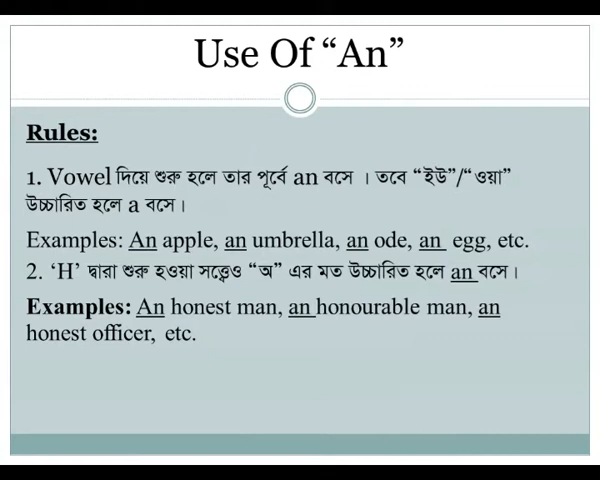 Use Of “An”
Rules:
1. Vowel দিয়ে শুরু হলে তার পূর্বে an বসে । তবে “ইউ”/“ওয়া”
উচ্চারিত হলে a বসে।
Examples: An apple, an umbrella, an ode, an egg, etc.
2. ‘H’ দ্বারা শুরু হওয়া সত্ত্বেও “অ” এর মত উচ্চারিত হলে an বসে।
Examples: An honest man, an honourable man, an
honest officer, etc.